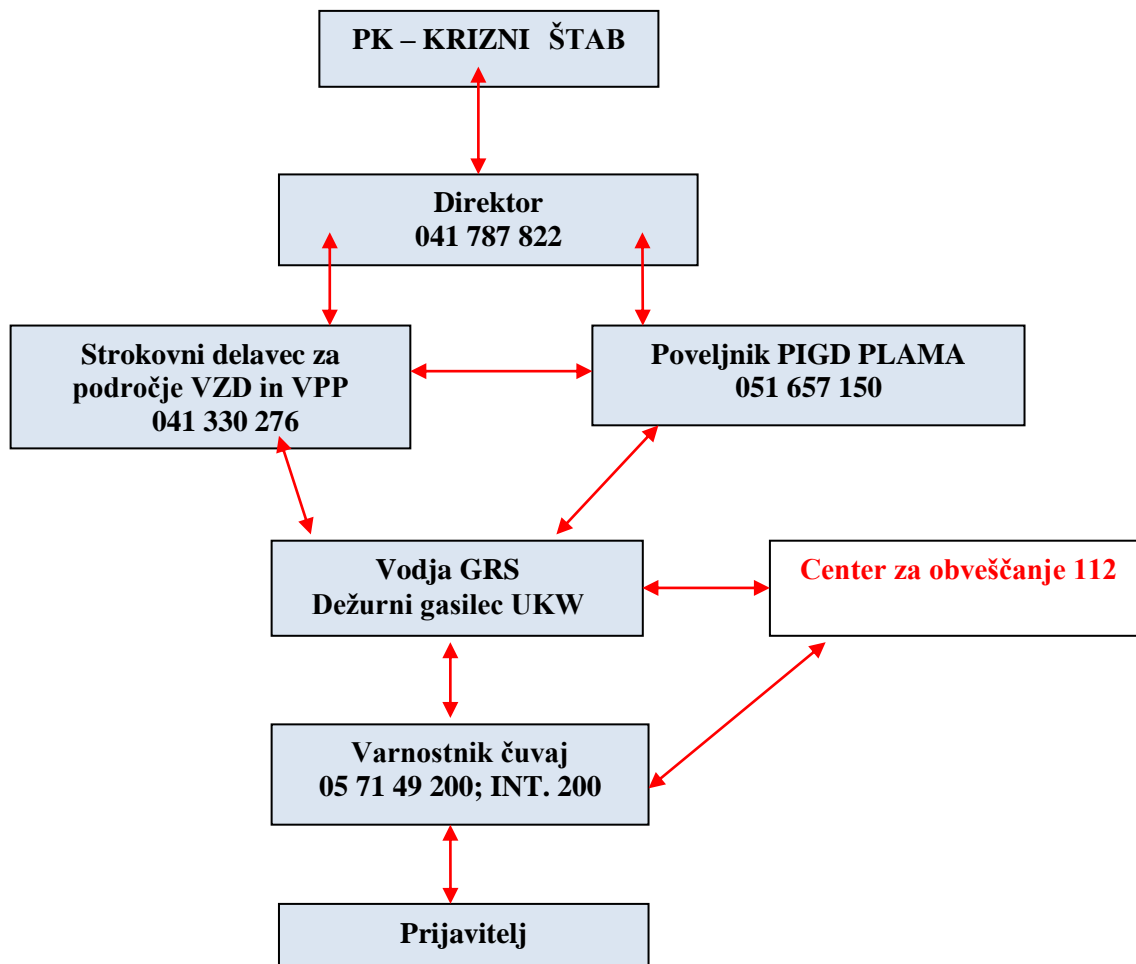 PK – KRIZNI ŠTAB
Direktor
041 787 822
Strokovni delavec za
področje VZD in VPP
041 330 276
Poveljnik PIGD PLAMA
051 657 150
Vodja GRS
Dežurni gasilec UKW
Center za obveščanje 112
Varnostnik čuvaj
05 71 49 200; INT. 200
Prijavitelj